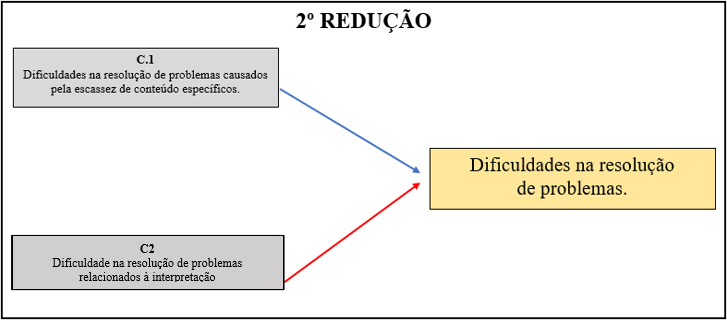 2º REDUÇÃO
C.1
Dificuldades na resolução de problemas causados
pela escassez de conteúdo específicos.
Dificuldades na resolução
de problemas.
C2
Dificuldade na resolução de problemas
relacionados à interpretação